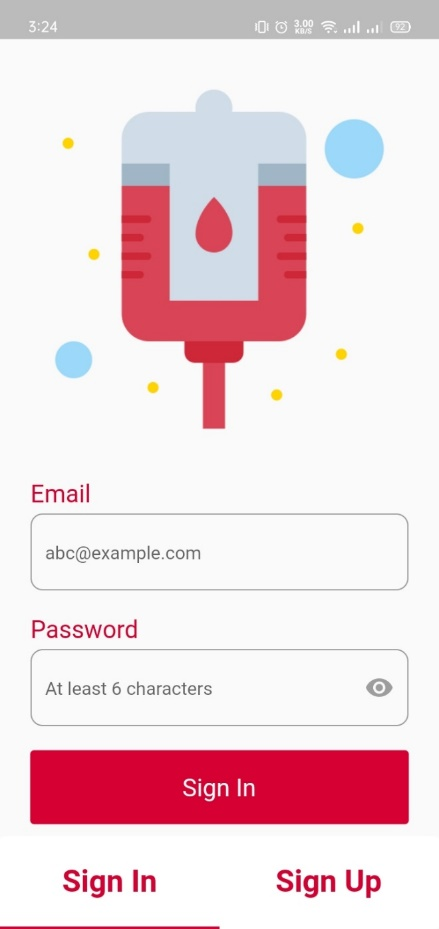 3:24
3.00
KB/S
92
Email
abc@example.com
Password
At least 6 characters
Sign In
Sign In Sign Up